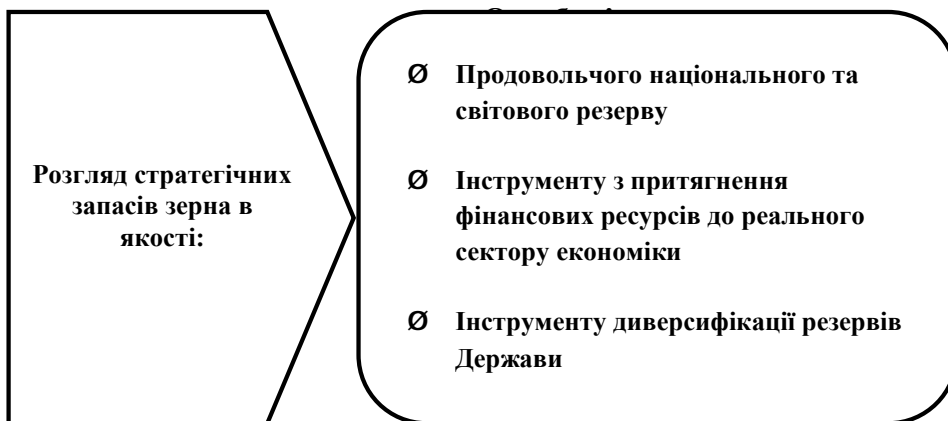 Розгляд стратегічних
запасів зерна в
якості:
Ø Продовольчого національного та
світового резерву
Ø Інструменту з притягнення
фінансових ресурсів до реального
сектору економіки
Ø Інструменту диверсифікації резервів
Держави